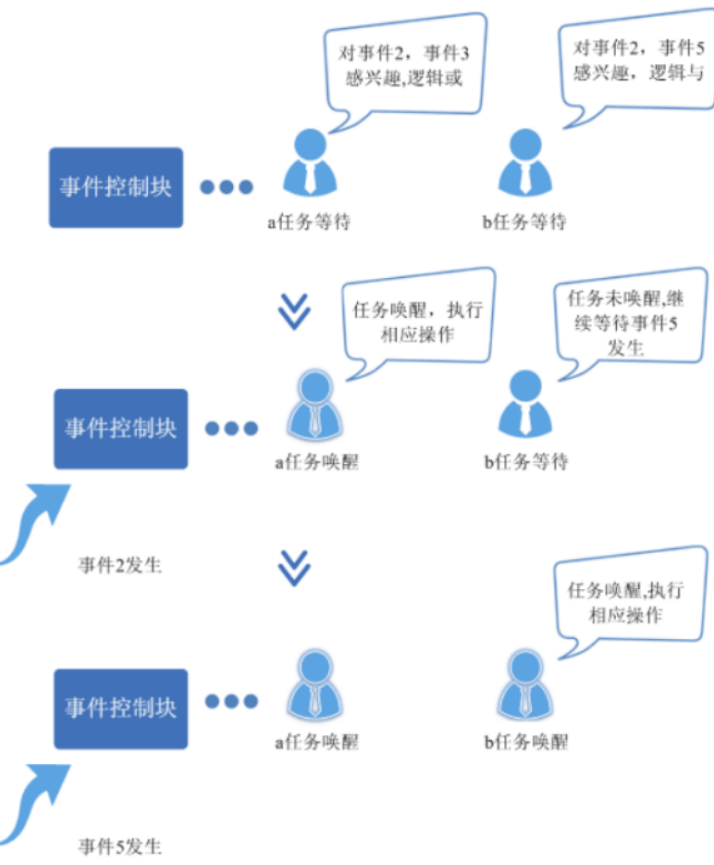 对事件2，事件3
感兴趣,逻辑或
对事件2，事件5
感兴趣，逻辑与
事件控制块
a任务等待
b任务等待
任务唤醒，执行
相应操作
任务未唤醒,继
续等待事件5
发生
事件控制块
a任务唤醒
b任务等待
事件2发生
任务唤醒,执行
相应操作
事件控制块
a任务唤醒
b任务唤醒
事件5发生